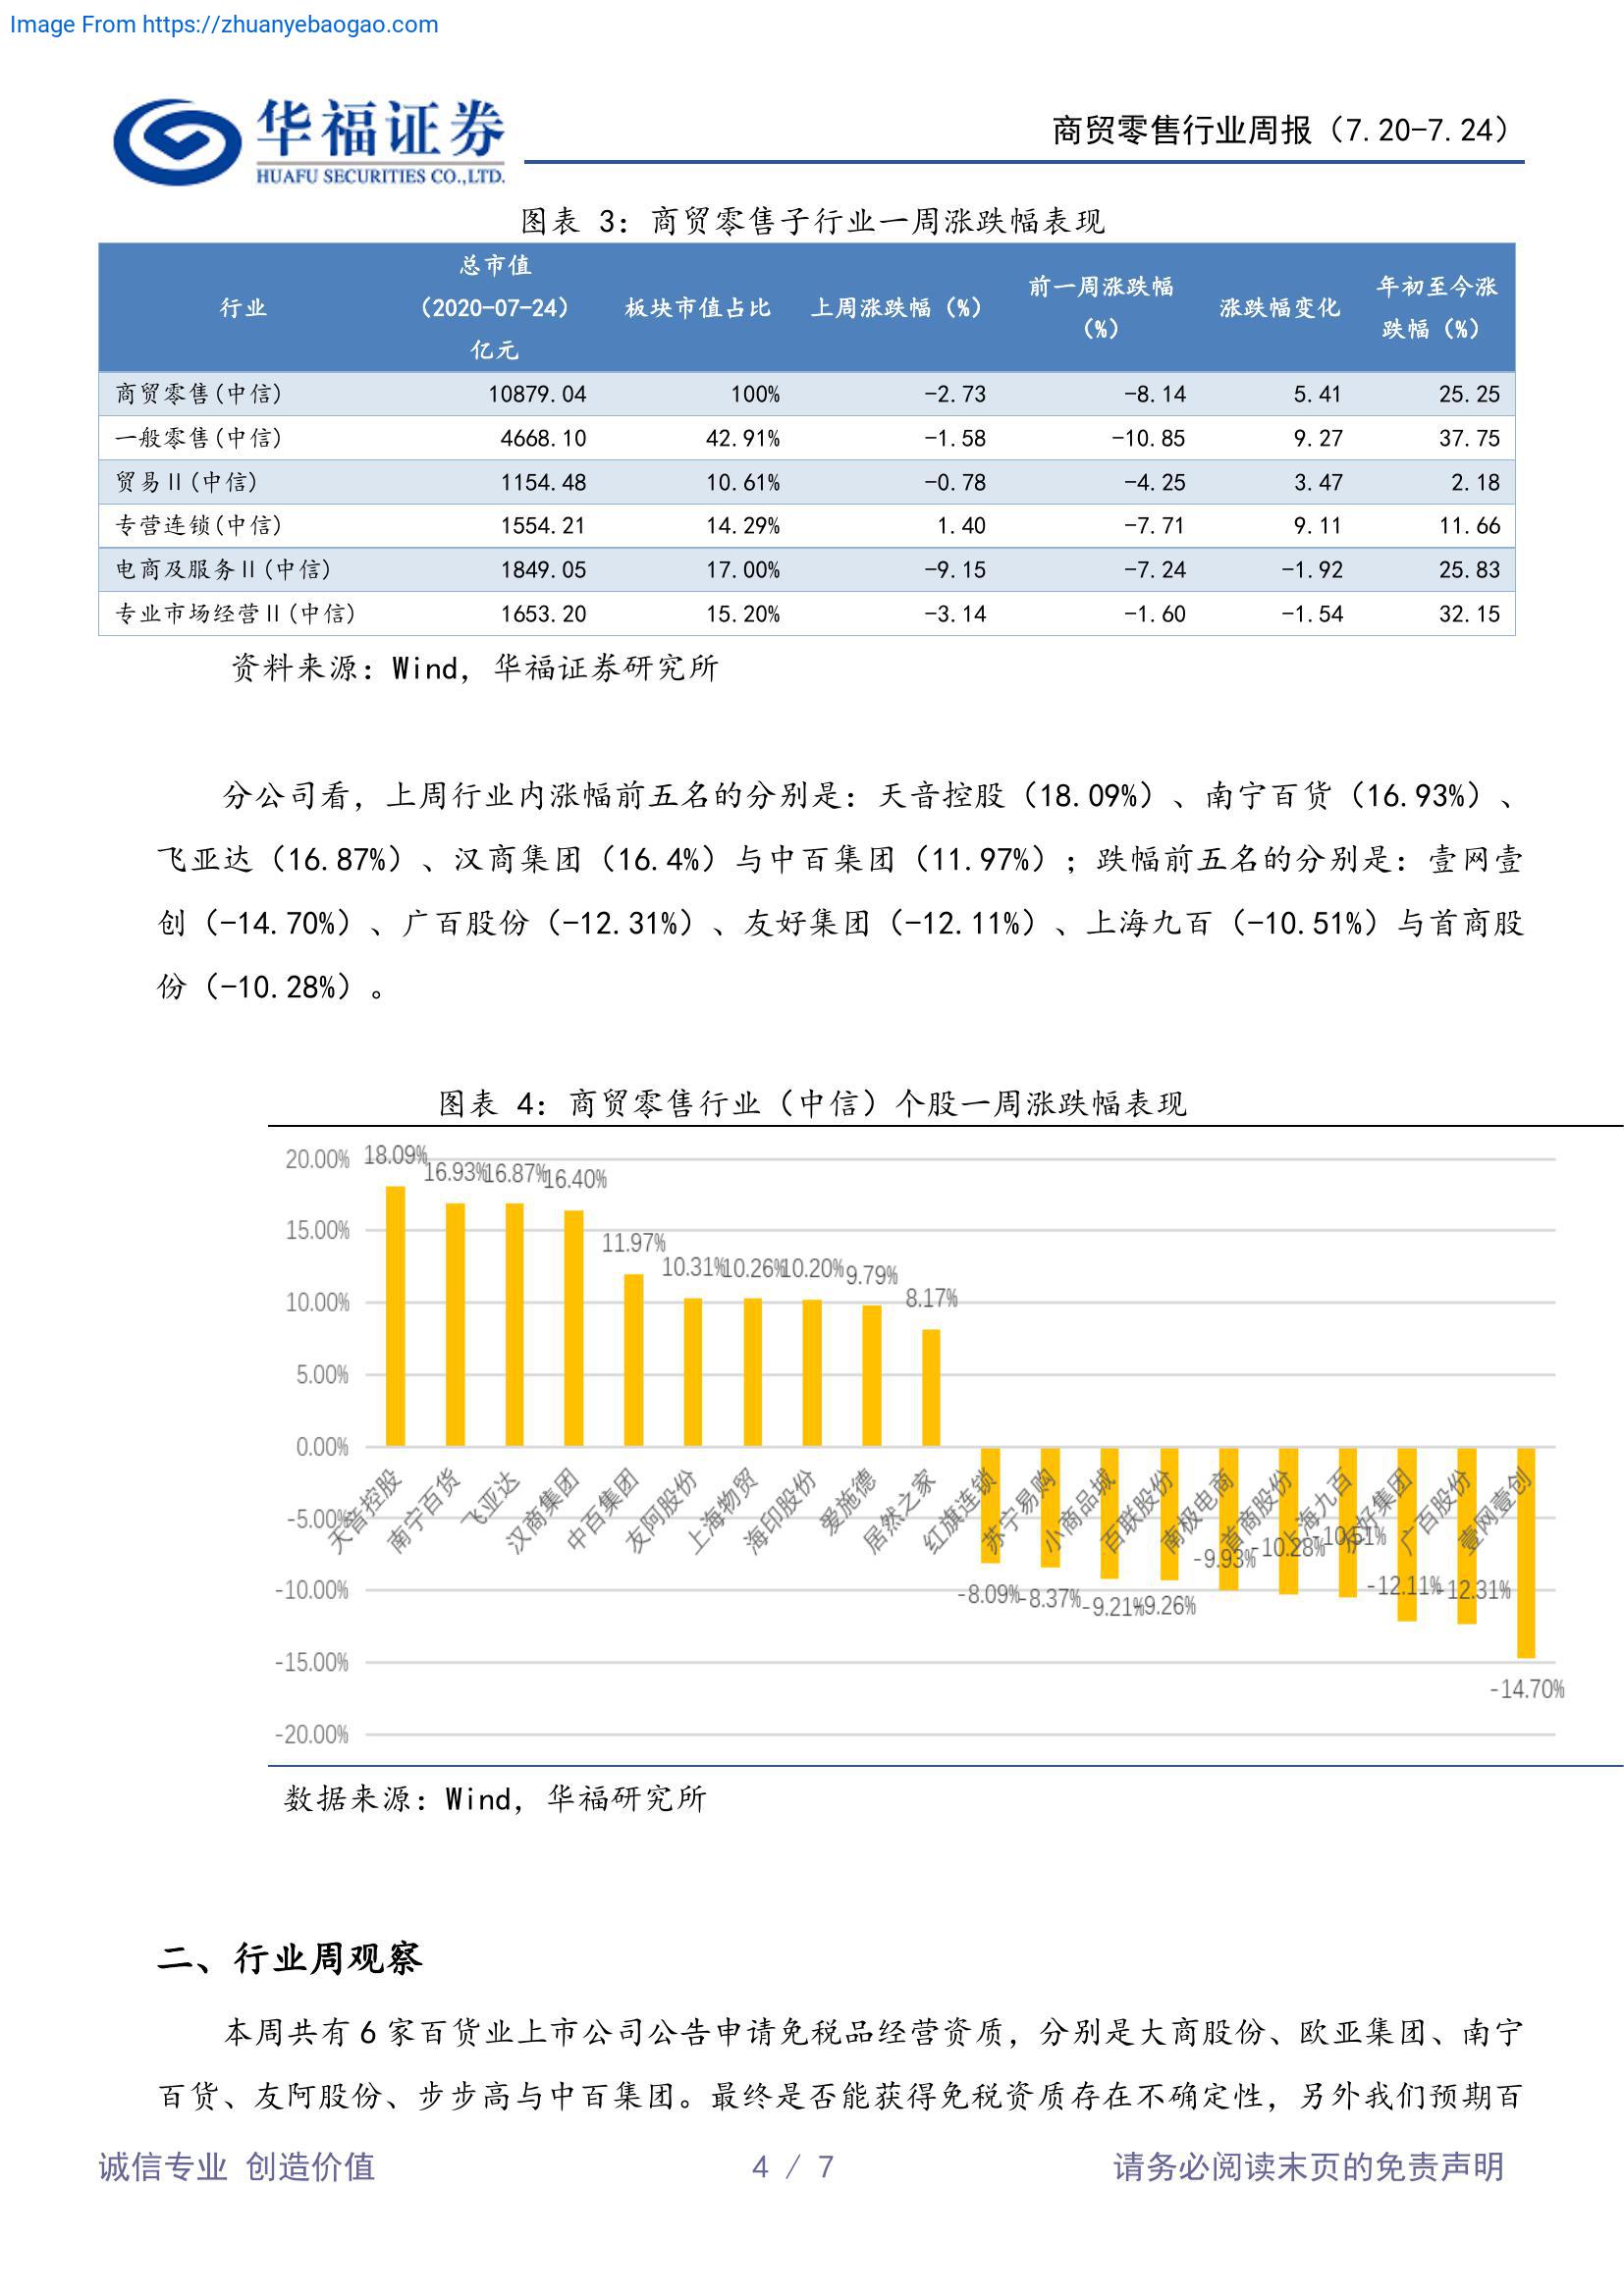 Image From https://zhuanyebaogao.com
华福证券
HUAFU SECURITIES CO.,LTD.
商贸零售行业周报（7.20-7.24）
图表 3：商贸零售子行业一周涨跌幅表现
行业 总市值（2020-07-24）亿元 板块市值占比 上周涨跌幅（%） 前一周涨跌幅（%） 涨跌幅变化 年初至今涨跌幅（%）
商贸零售(中信) 10879.04 100% -2.73 -8.14 5.41 25.25
一般零售(中信) 4668.10 42.91% -1.58 -10.85 9.27 37.75
贸易Ⅱ(中信) 1154.48 10.61% -0.78 -4.25 3.47 2.18
专营连锁(中信) 1554.21 14.29% 1.40 -7.71 9.11 11.66
电商及服务Ⅱ(中信) 1849.05 17.00% -9.15 -7.24 -1.92 25.83
专业市场经营Ⅱ(中信) 1653.20 15.20% -3.14 -1.60 -1.54 32.15
资料来源：Wind，华福证券研究所
分公司看，上周行业内涨幅前五名的分别是：天音控股（18.09%）、南宁百货（16.93%）、
飞亚达（16.87%）、汉商集团（16.4%）与中百集团（11.97%）；跌幅前五名的分别是：壹网壹
创（-14.70%）、广百股份（-12.31%）、友好集团（-12.11%）、上海九百（-10.51%）与首商股
份（-10.28%）。
图表 4：商贸零售行业（中信）个股一周涨跌幅表现
20.00%
15.00%
10.00%
5.00%
0.00%
-5.00%
-10.00%
-15.00%
-20.00%
18.09% 16.93% 16.87% 16.40% 11.97% 10.31% 10.26% 10.20% 9.79% 8.17%
天音控股 南宁百货 飞亚达 汉商集团 中百集团 友阿股份 上海物贸 海印股份 爱施德 居然之家 红旗连锁 苏宁易购 小商品城 百联股份 南极电商 首商股份 上海九百 友好集团 广百股份 壹网壹创
-8.09% -8.37% -9.21% -9.26% -9.93% -10.28% -10.51% -12.11% -12.31% -14.70%
数据来源：Wind，华福研究所
二、行业周观察
本周共有 6 家百货业上市公司公告申请免税品经营资质，分别是大商股份、欧亚集团、南宁
百货、友阿股份、步步高与中百集团。最终是否能获得免税资质存在不确定性，另外我们预期百
诚信专业 创造价值
4 / 7
请务必阅读末页的免责声明